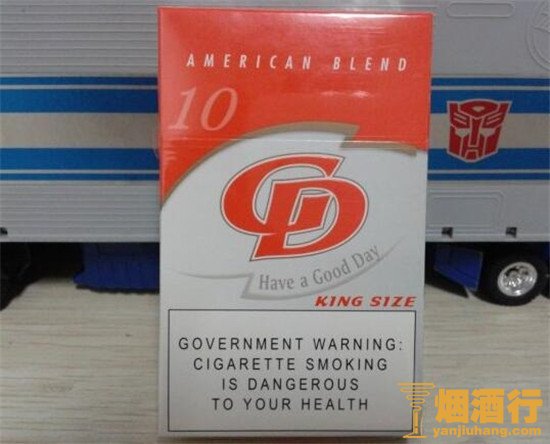 AMERICAN BLEND
10
GD
Have a Good Day
KING SIZE
GOVERNMENT WARNING:
CIGARETTE SMOKING
IS DANGEROUS
TO YOUR HEALTH
烟酒行
yanjiuhang.com